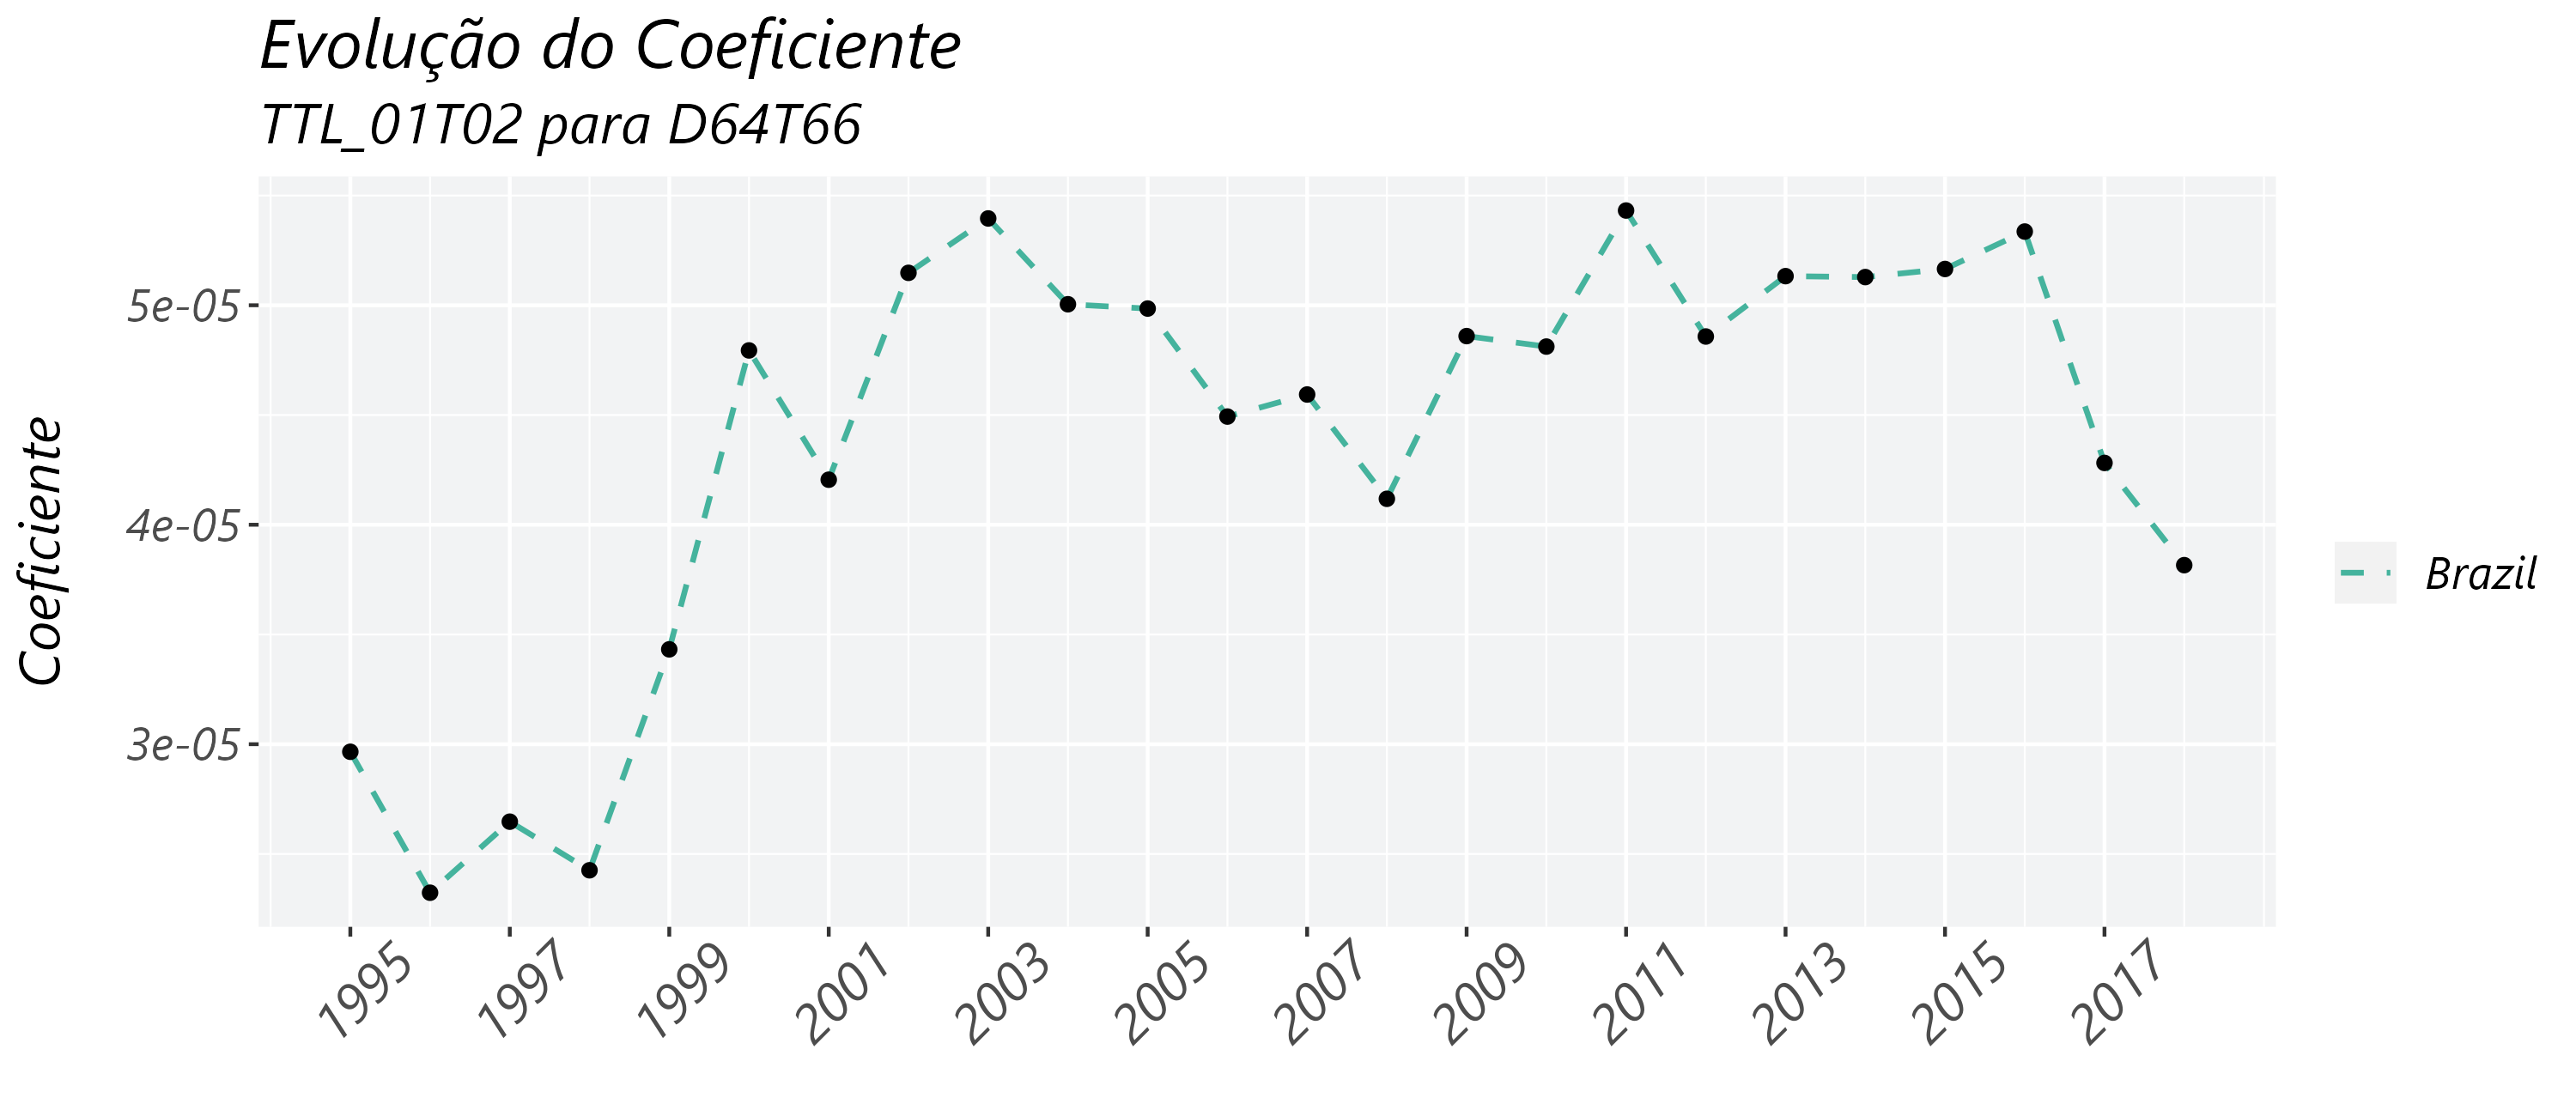 Evolução do Coeficiente
TTL_01T02 para D64T66
Coeficiente
5e-05
4e-05
3e-05
1995
1997
1999
2001
2003
2005
2007
2009
2011
2013
2015
2017
Brazil